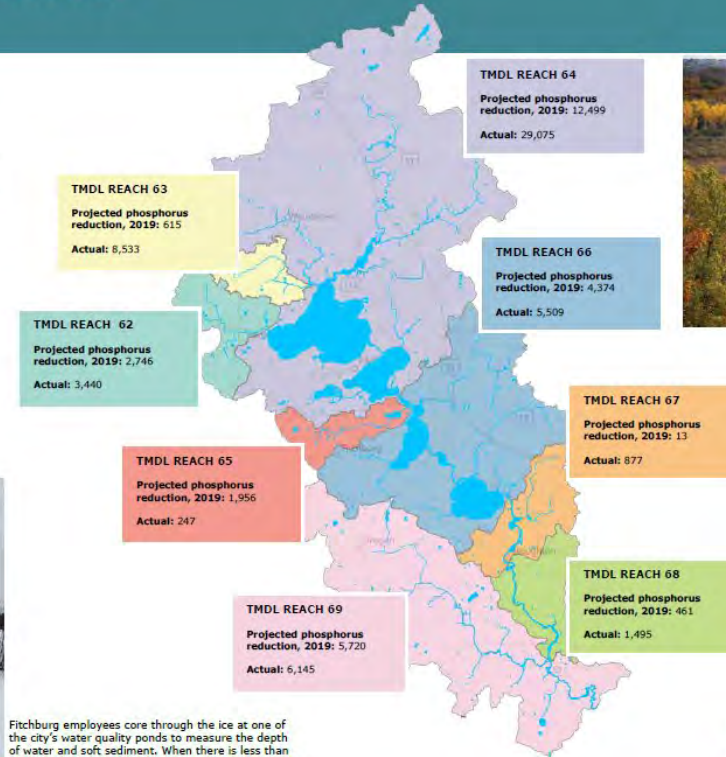 TMDL REACH 64
Projected phosphorus
reduction, 2019: 12,499
Actual: 29,075
TMDL REACH 63
Projected phosphorus
reduction, 2019: 615
Actual: 8,533
TMDL REACH 66
Projected phosphorus
reduction, 2019: 4,374
Actual: 5,509
TMDL REACH 62
Projected phosphorus
reduction, 2019: 2,746
Actual: 3,440
TMDL REACH 67
Projected phosphorus
reduction, 2019: 13
Actual: 877
TMDL REACH 65
Projected phosphorus
reduction, 2019: 1,956
Actual: 247
TMDL REACH 68
Projected phosphorus
reduction, 2019: 461
Actual: 1,495
TMDL REACH 69
Projected phosphorus
reduction, 2019: 5,720
Actual: 6,145
Fitchburg employees core through the ice at one of
the city's water quality ponds to measure the depth
of water and soft sediment. When there is less than